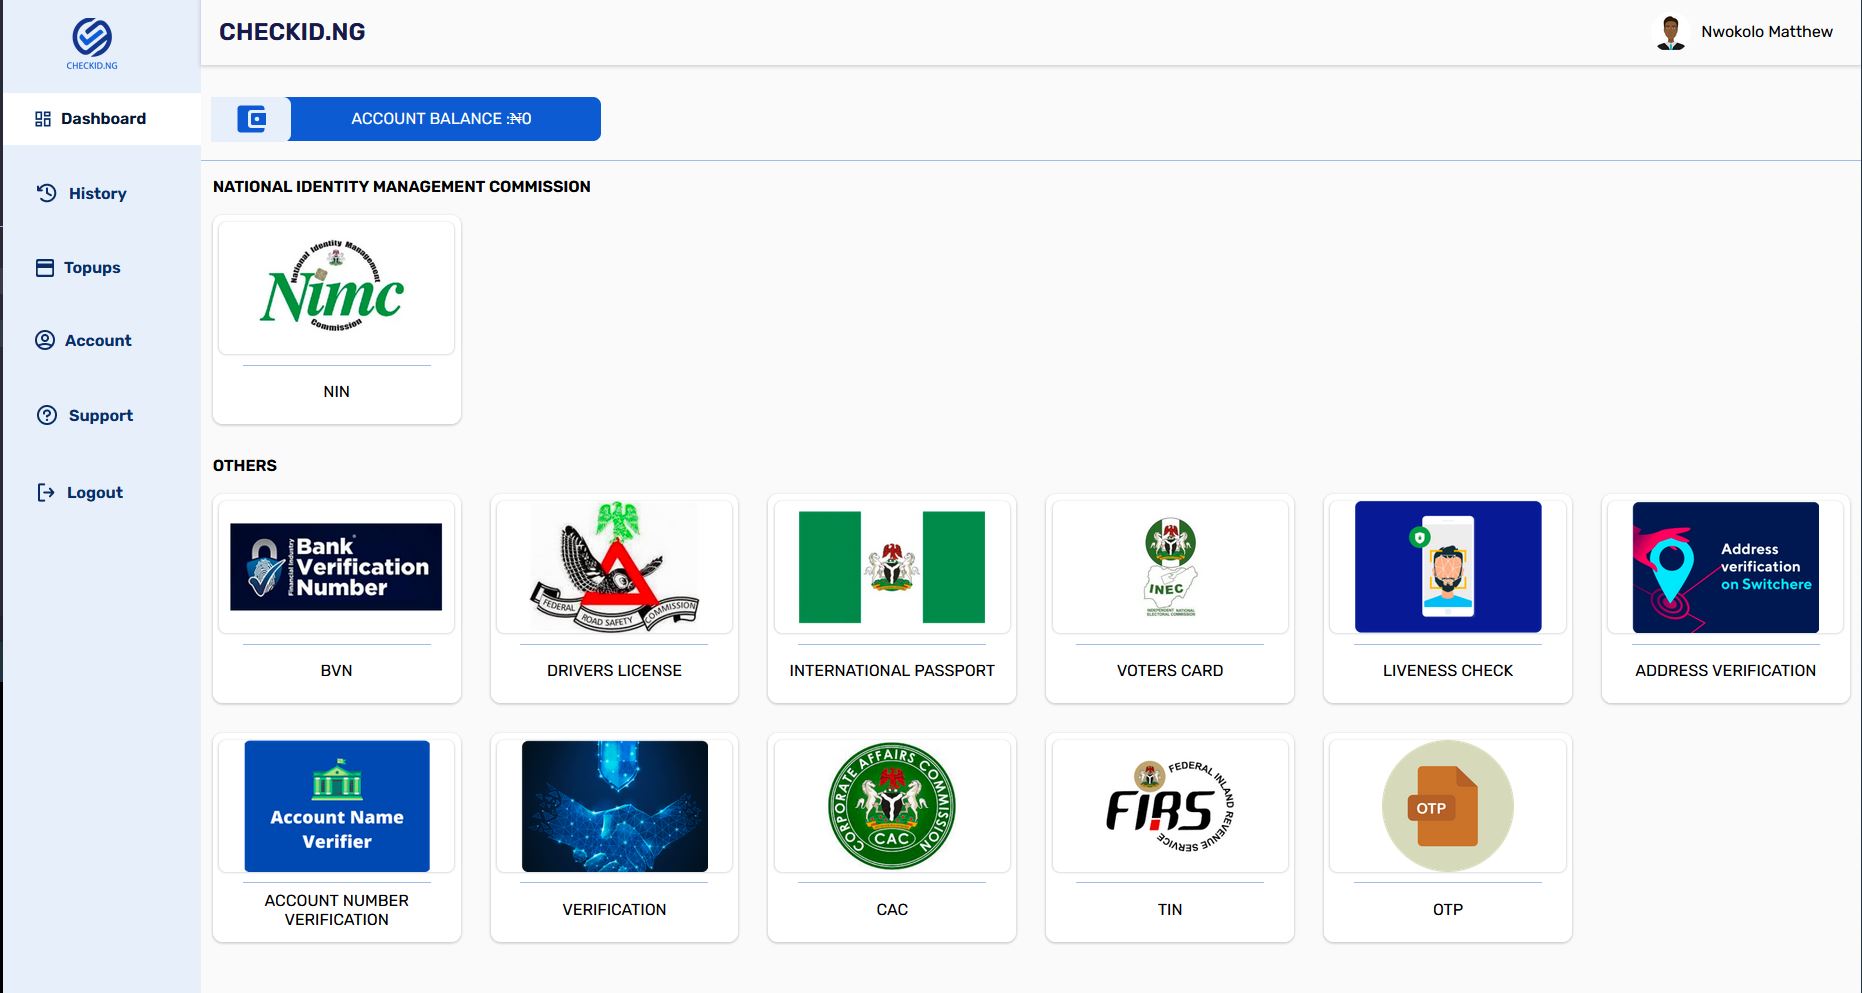 CHECKID.NG
CHECKID.NG
Nwokolo Matthew
Dashboard
History
Topups
Account
Support
Logout
ACCOUNT BALANCE :₦0
NATIONAL IDENTITY MANAGEMENT COMMISSION
National Identity Management
Nimc
Commission
NIN
OTHERS
Financial Industry
Bank
Verification
Number
BVN
FEDERAL
ROAD SAFETY
COMMISSION
DRIVERS LICENSE
INTERNATIONAL PASSPORT
INEC
INDEPENDENT NATIONAL
ELECTORAL COMMISSION
VOTERS CARD
LIVENESS CHECK
Address
verification
on Switchere
ADDRESS VERIFICATION
Account Name
Verifier
ACCOUNT NUMBER
VERIFICATION
VERIFICATION
CORPORATE AFFAIRS COMMISSION
CAC
CAC
FEDERAL INLAND REVENUE SERVICE
FIRS
TIN
OTP
OTP